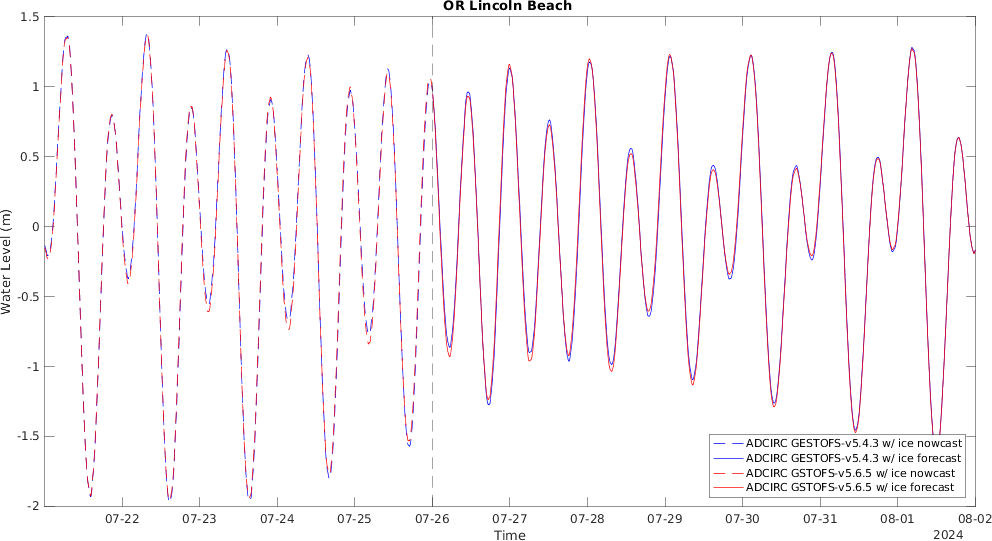 OR Lincoln Beach
1.5
1
0.5
0
-0.5
-1
-1.5
-2
Water Level (m)
07-22 07-23 07-24 07-25 07-26 07-27 07-28 07-29 07-30 07-31 08-01 08-02
Time
2024
ADCIRC GESTOFS-v5.4.3 w/ ice nowcast
ADCIRC GESTOFS-v5.4.3 w/ ice forecast
ADCIRC GSTOFS-v5.6.5 w/ ice nowcast
ADCIRC GSTOFS-v5.6.5 w/ ice forecast